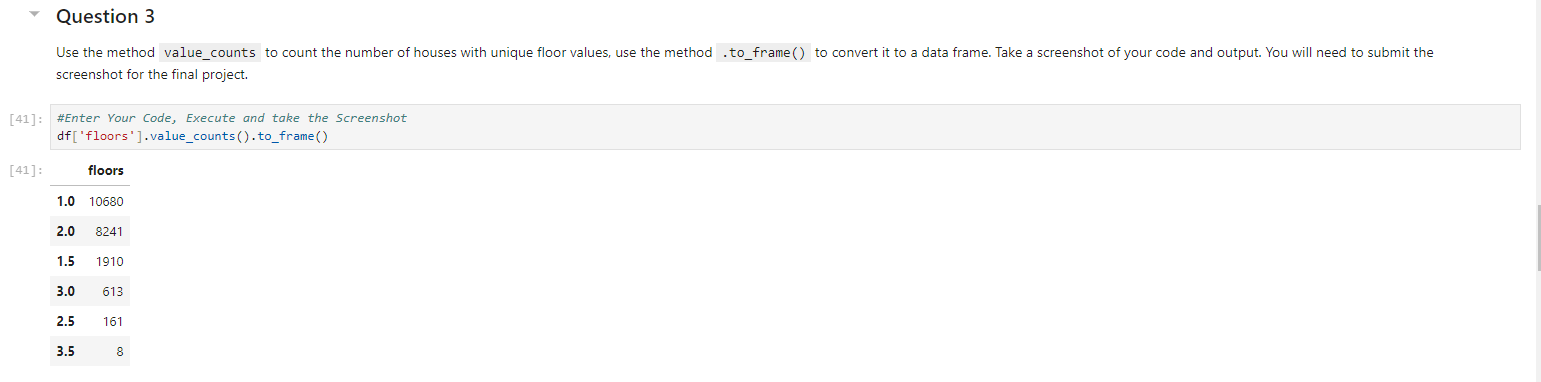 Question 3
Use the method value_counts to count the number of houses with unique floor values, use the method .to_frame() to convert it to a data frame. Take a screenshot of your code and output. You will need to submit the
screenshot for the final project.
[41]: #Enter Your Code, Execute and take the Screenshot
df['floors'].value_counts().to_frame()
[41]: floors
1.0 10680
2.0 8241
1.5 1910
3.0 613
2.5 161
3.5 8